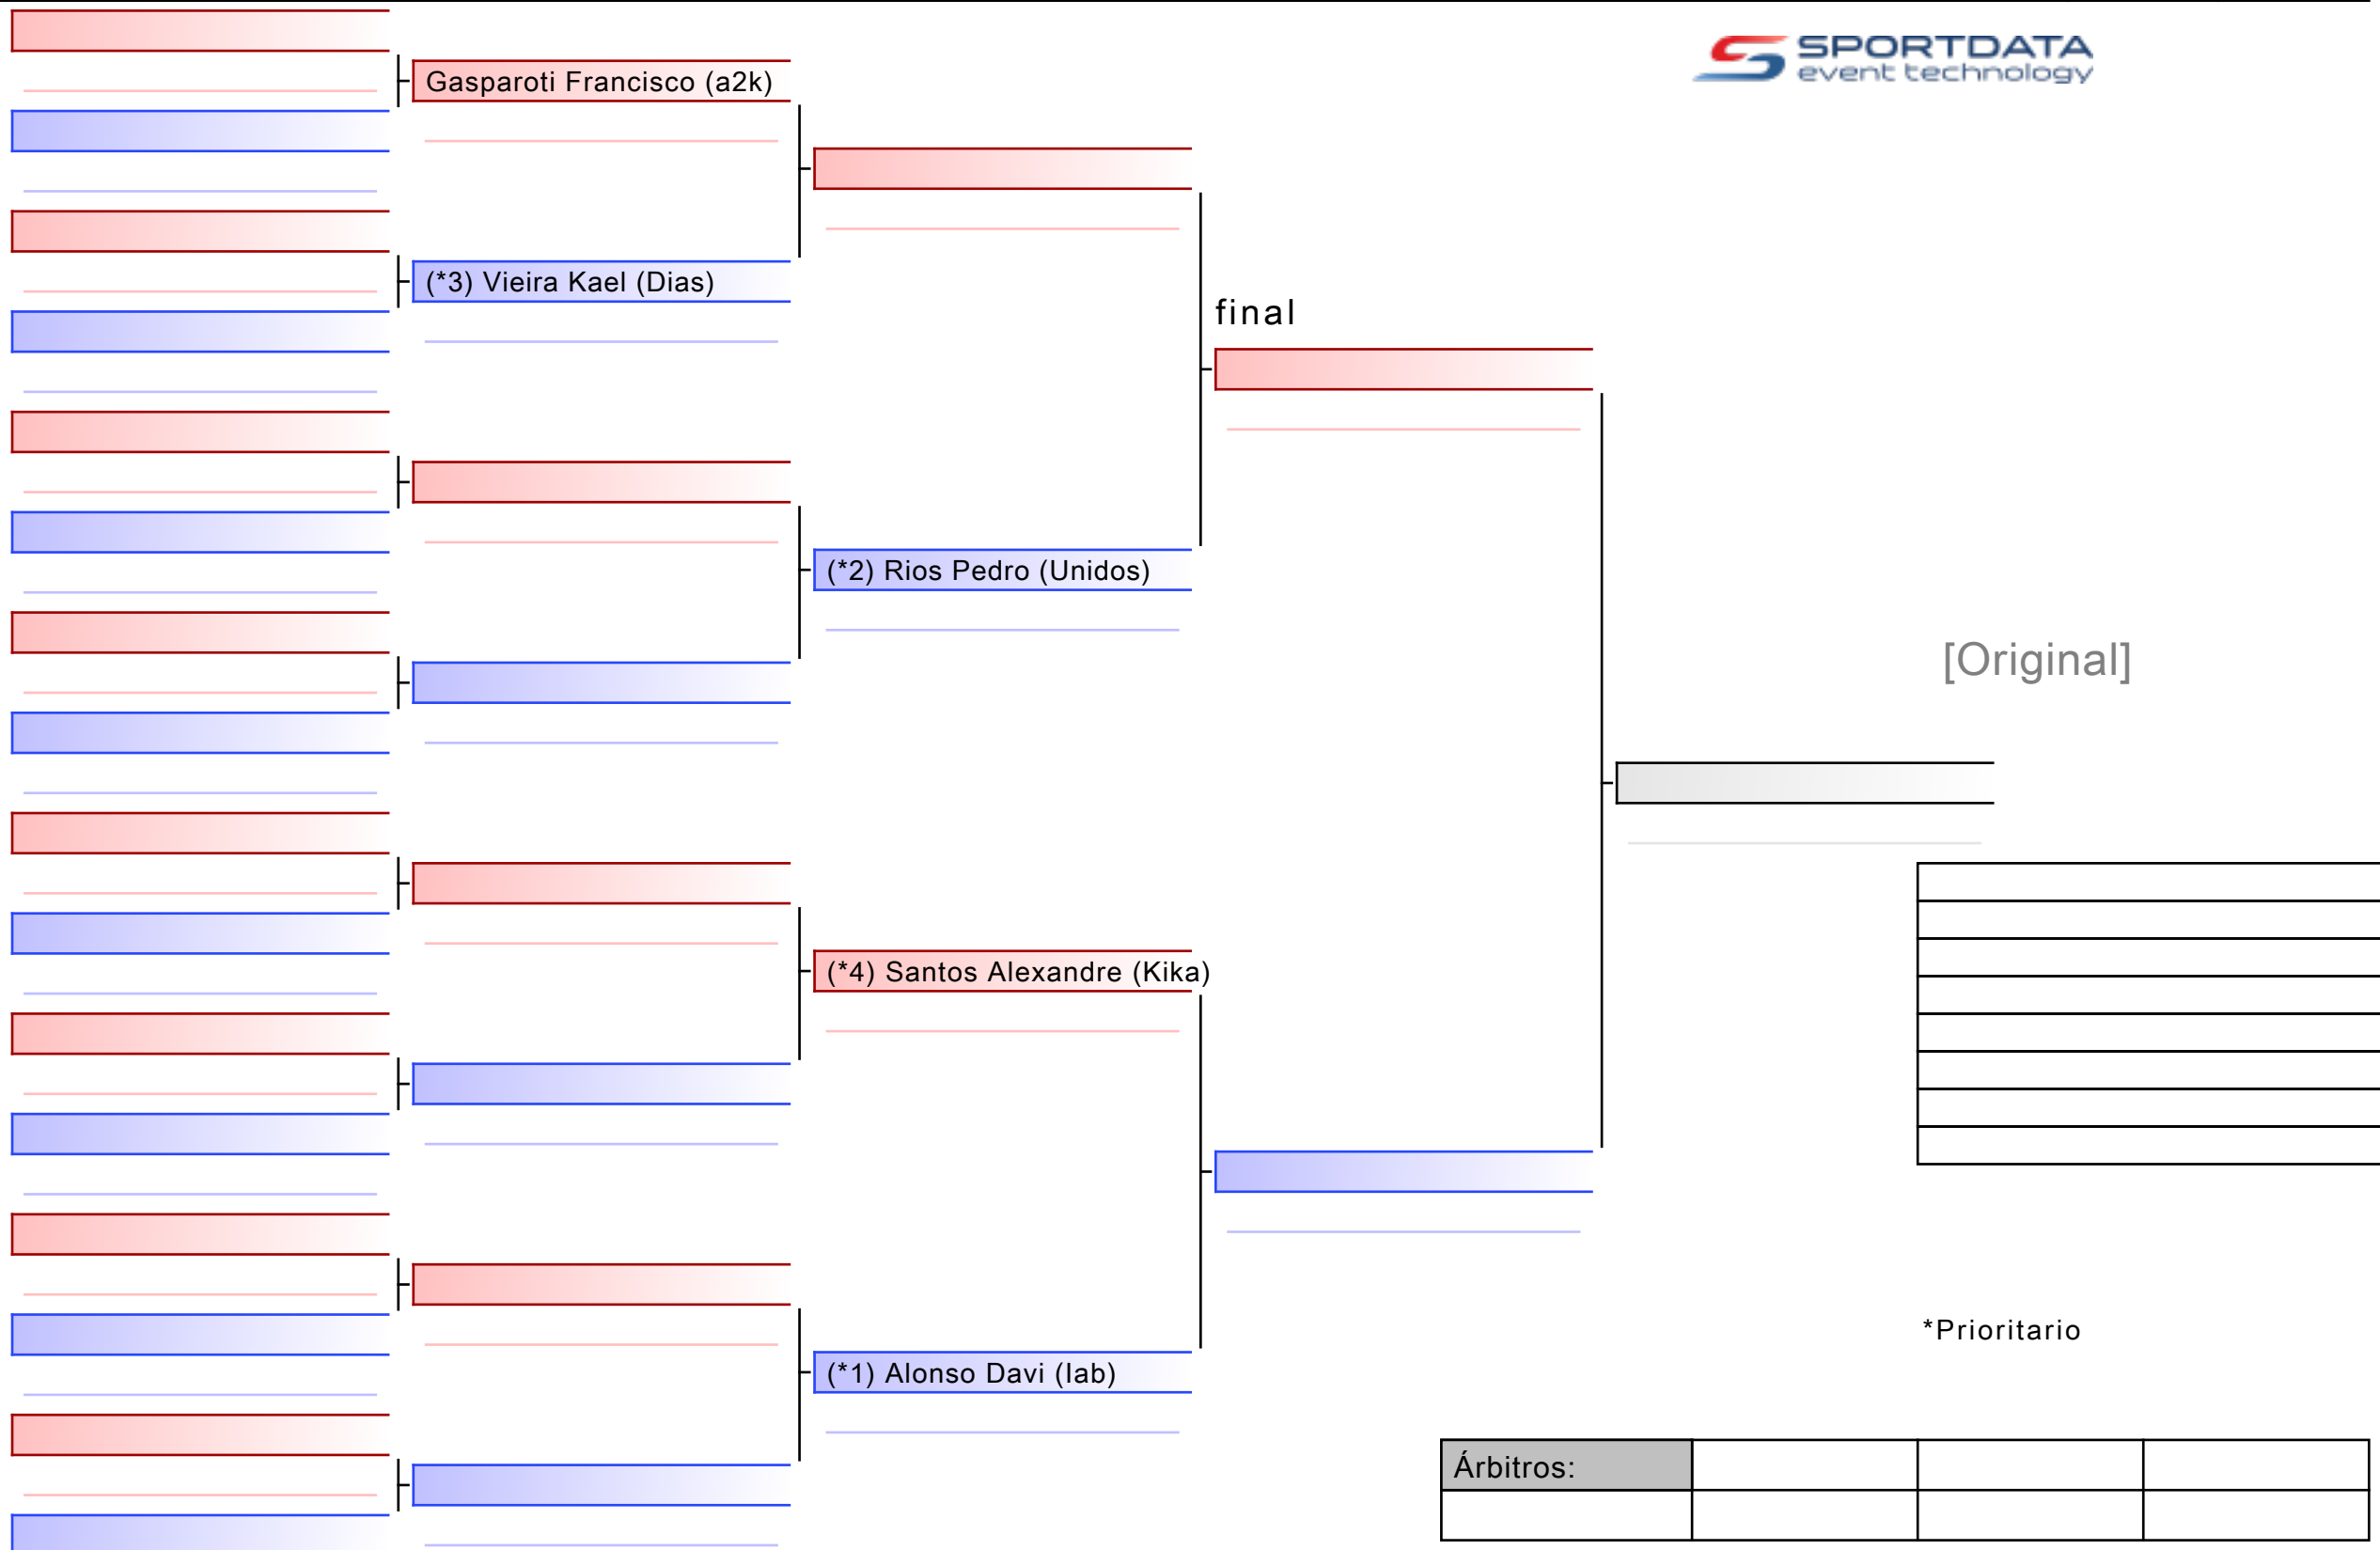 SPORTDATA
event technology
Gasparoti Francisco (a2k)
(*3) Vieira Kael (Dias)
final
(*2) Rios Pedro (Unidos)
[Original]
(*4) Santos Alexandre (Kika)
*Prioritario
(*1) Alonso Davi (Iab)
Árbitros: